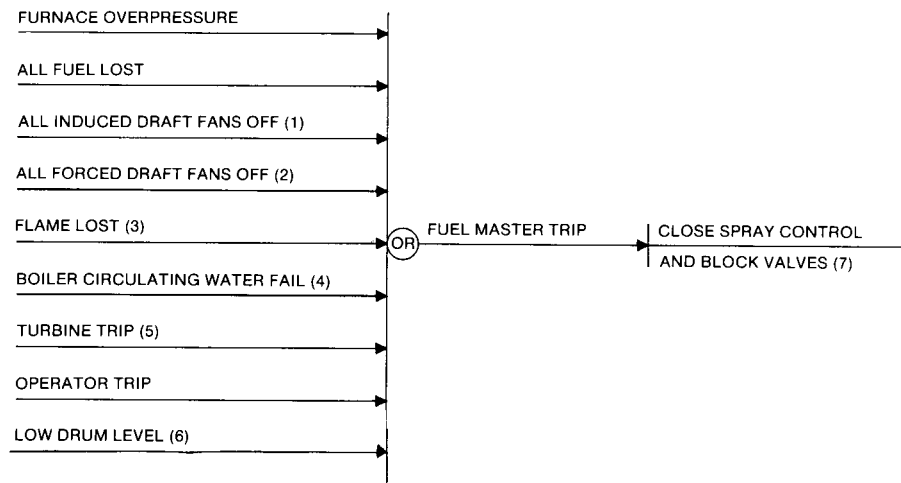 FURNACE OVERPRESSURE
ALL FUEL LOST
ALL INDUCED DRAFT FANS OFF (1)
ALL FORCED DRAFT FANS OFF (2)
FLAME LOST (3)
OR
FUEL MASTER TRIP
CLOSE SPRAY CONTROL
AND BLOCK VALVES (7)
BOILER CIRCULATING WATER FAIL (4)
TURBINE TRIP (5)
OPERATOR TRIP
LOW DRUM LEVEL (6)